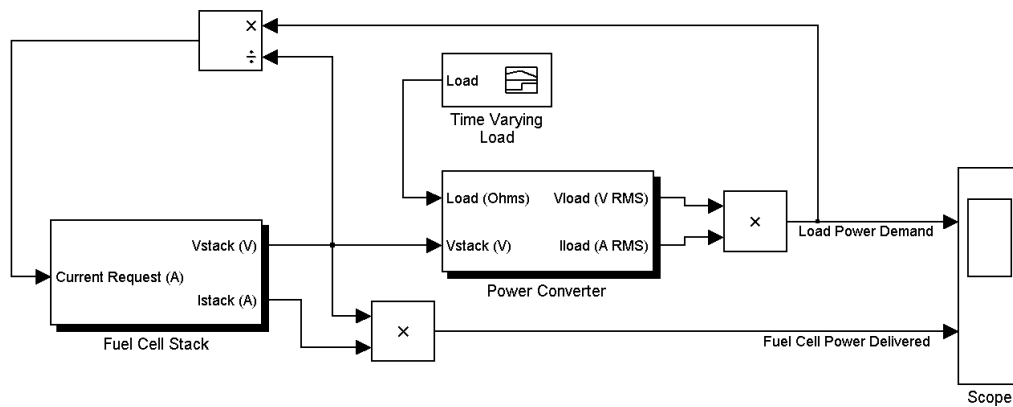 ×
÷
Load
Time Varying
Load
Load (Ohms)
Vload (V RMS)
Vstack (V)
Iload (A RMS)
Power Converter
×
Load Power Demand
Vstack (V)
Current Request (A)
Istack (A)
Fuel Cell Stack
×
Fuel Cell Power Delivered
Scope